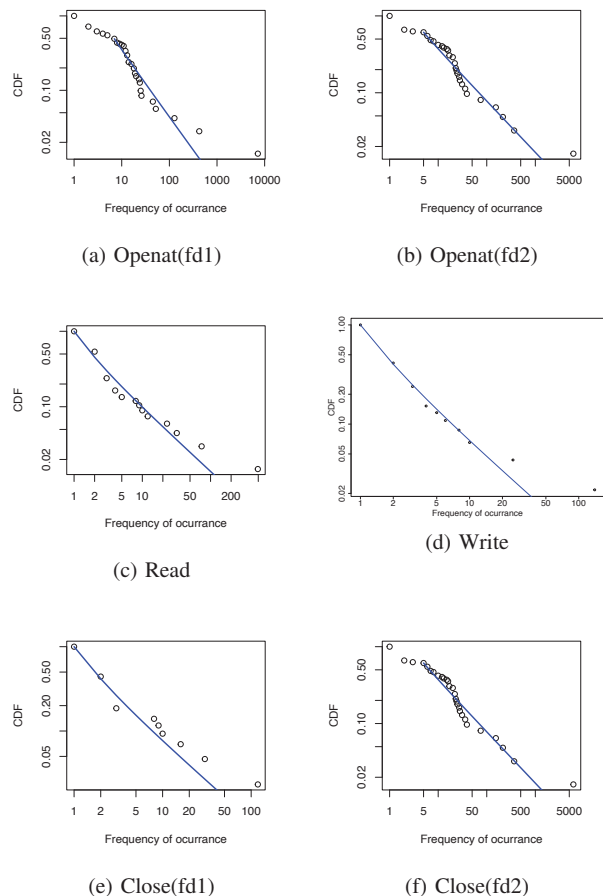 CDF
0.50
0.10
0.02
1 10 100 1000 10000
Frequency of ocurrance
(a) Openat(fd1)
CDF
0.50
0.10
0.02
1 5 50 500 5000
Frequency of ocurrance
(b) Openat(fd2)
CDF
0.50
0.10
0.02
1 2 5 10 50 200
Frequency of ocurrance
(c) Read
CDF
1.00
0.50
0.20
0.10
0.05
0.02
1 2 5 10 20 50 100
Frequency of ocurrance
(d) Write
CDF
0.50
0.20
0.05
1 2 5 10 20 50 100
Frequency of ocurrance
(e) Close(fd1)
CDF
0.50
0.10
0.02
1 5 50 500 5000
Frequency of ocurrance
(f) Close(fd2)